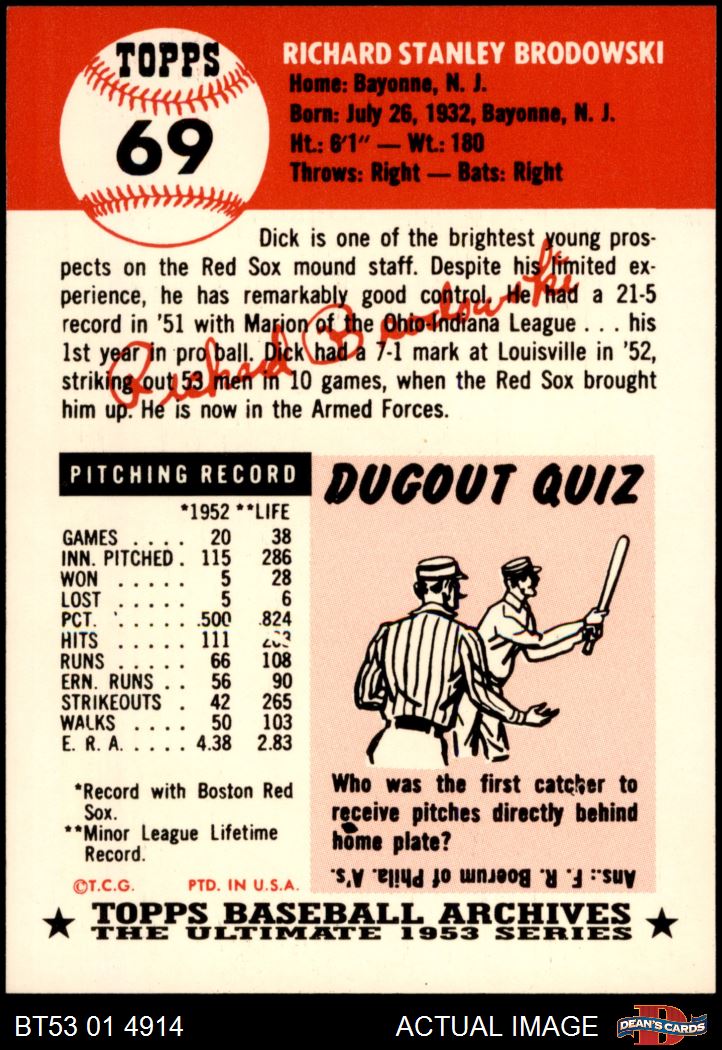 TOPPS
69
RICHARD STANLEY BRODOWSKI
Home: Bayonne, N. J.
Born: July 26, 1932, Bayonne, N. J.
Ht.: 6'1" — Wt.: 180
Throws: Right — Bats: Right
Dick is one of the brightest young pros-
pects on the Red Sox mound staff. Despite his limited ex-
perience, he has remarkably good control. He had a 21-5
record in '51 with Marion of the Ohio-Indiana League . . . his
1st year in pro ball. Dick had a 7-1 mark at Louisville in '52,
striking out 53 men in 10 games, when the Red Sox brought
him up. He is now in the Armed Forces.
Richard Brodowski
PITCHING RECORD
*1952 **LIFE
GAMES . . . . 20 38
INN. PITCHED . 115 286
WON . . . . . 5 28
LOST . . . . . 5 6
PCT. . . . . . .500 .824
HITS . . . . . 111
RUNS . . . . . 66 108
ERN. RUNS . . 56 90
STRIKEOUTS . 42 265
WALKS . . . . 50 103
E. R. A. . . . . . 4.38 2.83
*Record with Boston Red
Sox.
**Minor League Lifetime
Record.
©T.C.G. PTD. IN U.S.A.
DUGOUT QUIZ
Who was the first catcher to
receive pitches directly behind
home plate?
Ans.: F. R. Boerum of Phila. A's.
TOPPS BASEBALL ARCHIVES
THE ULTIMATE 1953 SERIES
BT53 01 4914
ACTUAL IMAGE
D
DEAN'S CARDS